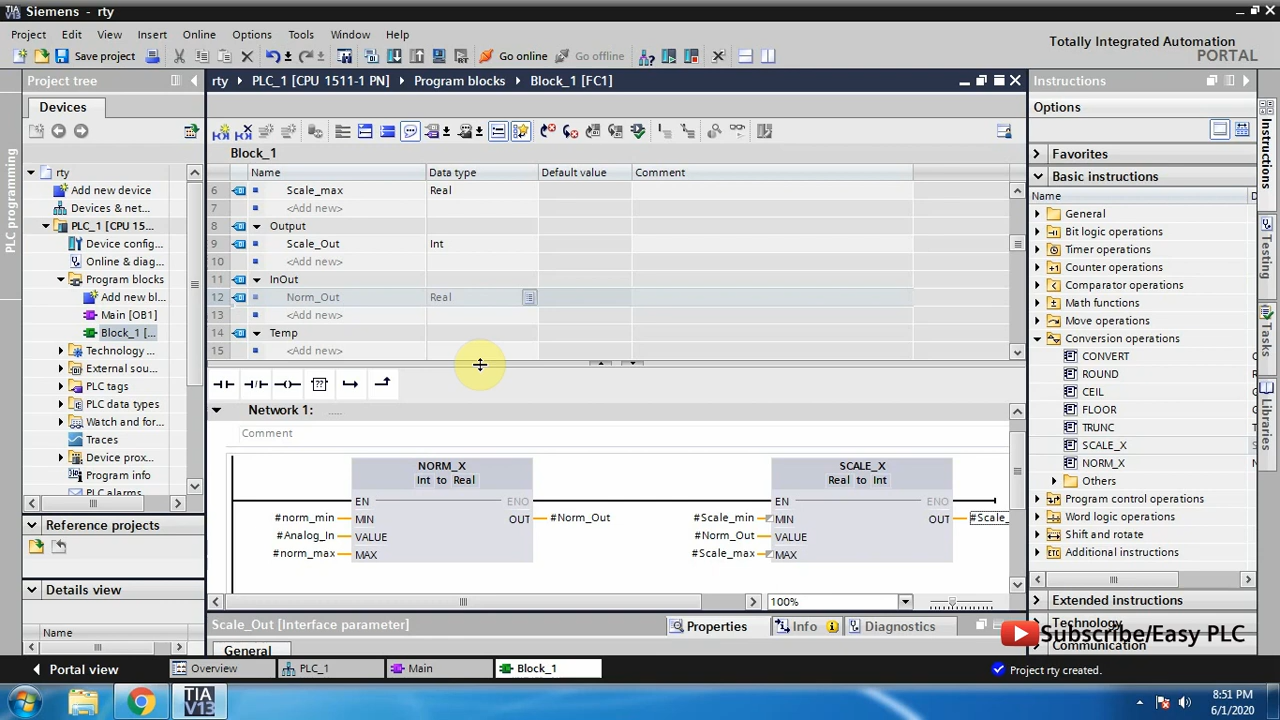 TIA
V13
Siemens - rty
Project Edit View Insert Online Options Tools Window Help
Totally Integrated Automation
PORTAL
Save project
Go online
Go offline
Project tree
rty PLC_1 [CPU 1511-1 PN] Program blocks Block_1 [FC1]
Instructions
Devices
Options
PLC programming
Block_1
Favorites
Basic instructions
Name Data type Default value Comment
Name
rty
Add new device
Devices & net...
PLC_1 [CPU 15...
Device config...
Online & diag...
Program blocks
Add new bl...
Main [OB1]
Block_1 [...
Technology ...
External sou...
PLC tags
PLC data types
Watch and for...
Traces
Device prox...
Program info
PLC alarms
6 Scale_max Real
7 <Add new>
8 Output
9 Scale_Out Int
10 <Add new>
11 InOut
12 Norm_Out Real
13 <Add new>
14 Temp
15 <Add new>
General
Bit logic operations
Timer operations
Counter operations
Comparator operations
Math functions
Move operations
Conversion operations
CONVERT
ROUND
CEIL
FLOOR
TRUNC
SCALE_X
NORM_X
Others
Program control operations
Word logic operations
Shift and rotate
Additional instructions
Instructions
Testing
Tasks
Libraries
??
Network 1: .....
Comment
NORM_X
Int to Real
EN ENO
#norm_min MIN OUT #Norm_Out
#Analog_In VALUE
#norm_max MAX
SCALE_X
Real to Int
EN ENO
#Scale_min MIN OUT #Scale_
#Norm_Out VALUE
#Scale_max MAX
100%
Reference projects
Details view
Name
Scale_Out [Interface parameter]
Properties Info Diagnostics
General
Extended instructions
Technology
Communication
Subscribe/Easy PLC
Portal view
Overview PLC_1 Main Block_1
Project rty created.
TIA
V13
8:51 PM
6/1/2020